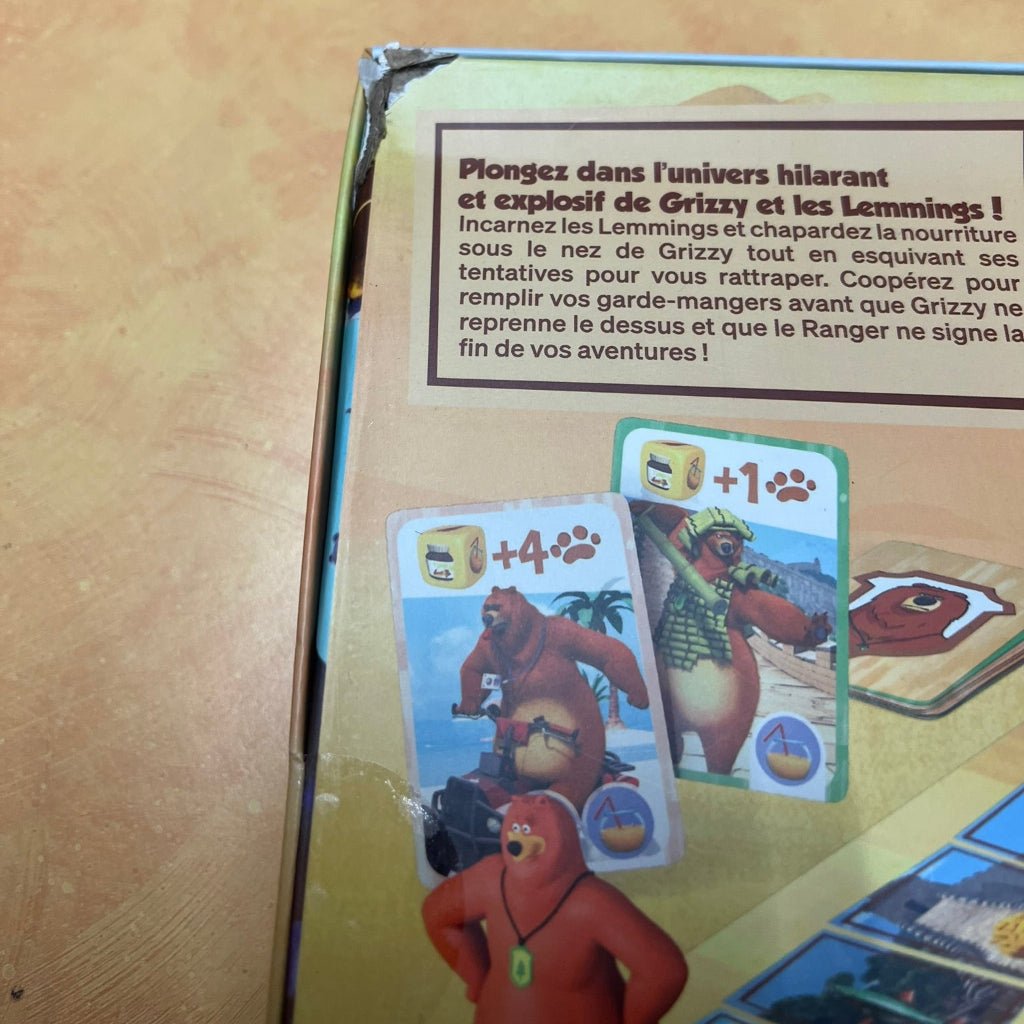 Plongez dans l'univers hilarant
et explosif de Grizzy et les Lemmings !
Incarnez les Lemmings et chapardez la nourriture
sous le nez de Grizzy tout en esquivant ses
tentatives pour vous rattraper. Coopérez pour
remplir vos garde-mangers avant que Grizzy ne
reprenne le dessus et que le Ranger ne signe la
fin de vos aventures !
+1
+4